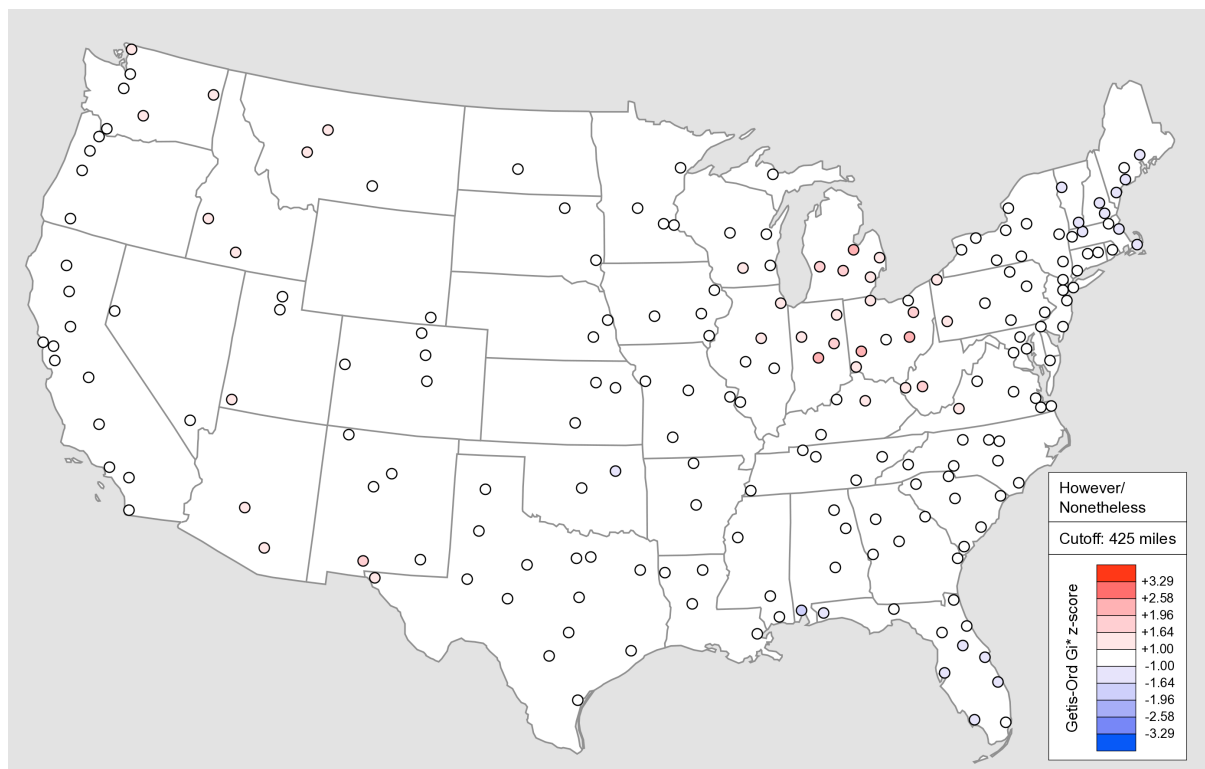 However/
Nonetheless
Cutoff: 425 miles
Getis-Ord Gi* z-score
+3.29
+2.58
+1.96
+1.64
+1.00
-1.00
-1.64
-1.96
-2.58
-3.29